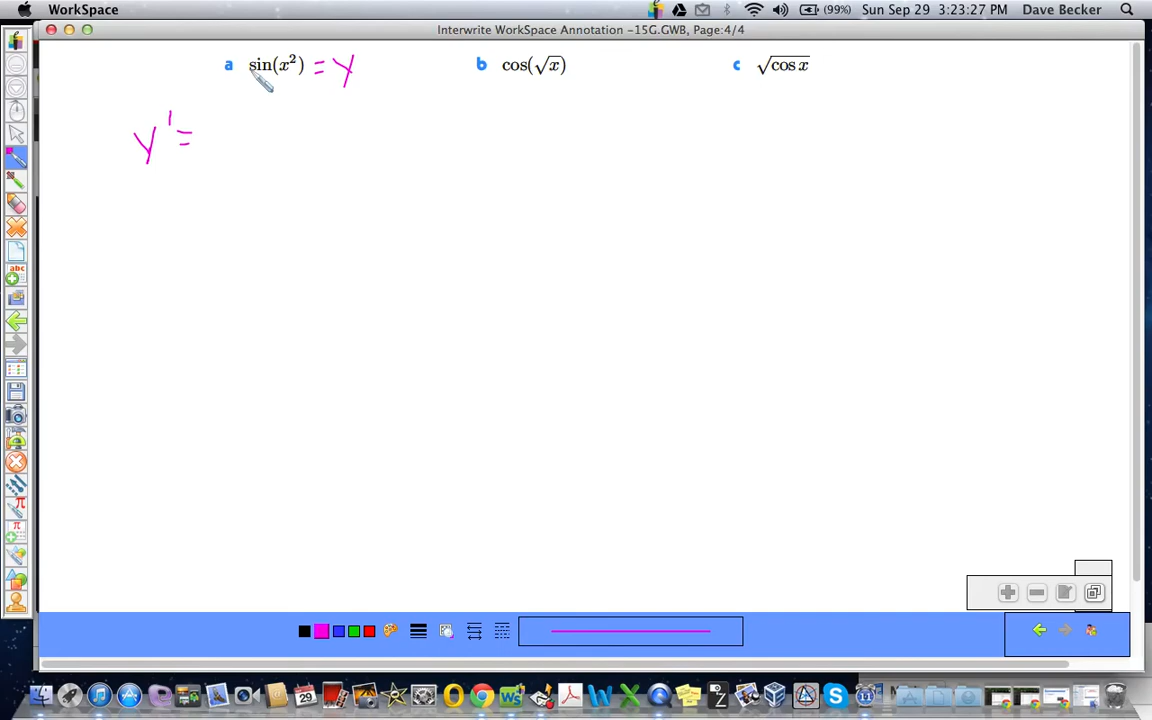 WorkSpace
(99%) Sun Sep 29 3:23:27 PM Dave Becker
Interwrite WorkSpace Annotation -15G.GWB, Page:4/4
a sin(x²) = y
b cos(√x)
c √cos x
y' =
abc
π
π